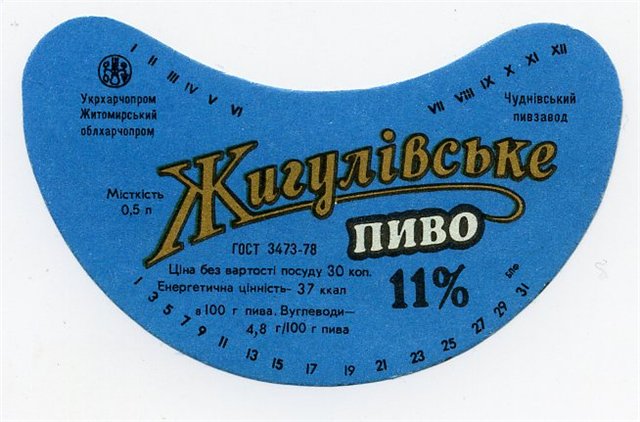 I II III IV V VI
VII VIII IX X XI XII
Укрхарчопром
Житомирський
облхарчопром
Чуднівський
пивзавод
Жигулівське
Місткість
0,5 л
ПИВО
ГОСТ 3473-78
Ціна без вартості посуду 30 коп.
Енергетична цінність- 37 ккал
11%
в 100 г пива. Вуглеводи—
4,8 г/100 г пива
1 3 5 7 9 11 13 15 17 19 21 23 25 27 29 31
БПФ